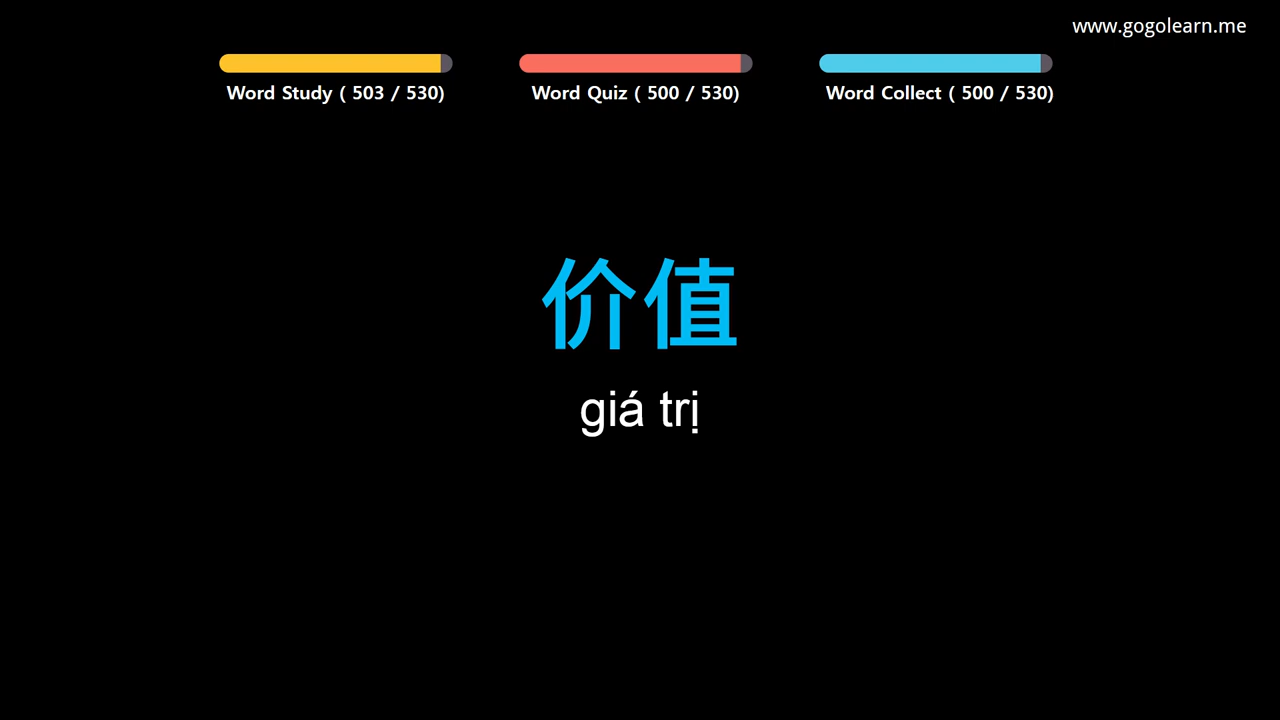 www.gogolearn.me
Word Study ( 503 / 530)
Word Quiz ( 500 / 530)
Word Collect ( 500 / 530)
价值
giá trị